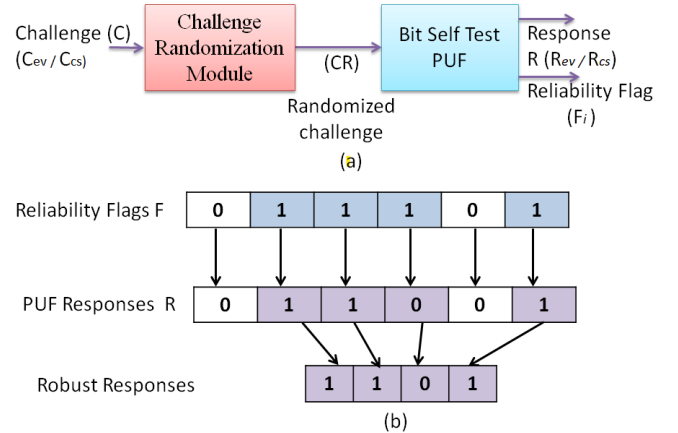 Challenge (C)
(Cev / Ccs)
Challenge
Randomization
Module
(CR)
Randomized
challenge
Bit Self Test
PUF
Response
R (Rev / Rcs)
Reliability Flag
(Fi)
(a)
Reliability Flags F
0 1 1 1 0 1
PUF Responses R
0 1 1 0 0 1
Robust Responses
1 1 0 1
(b)